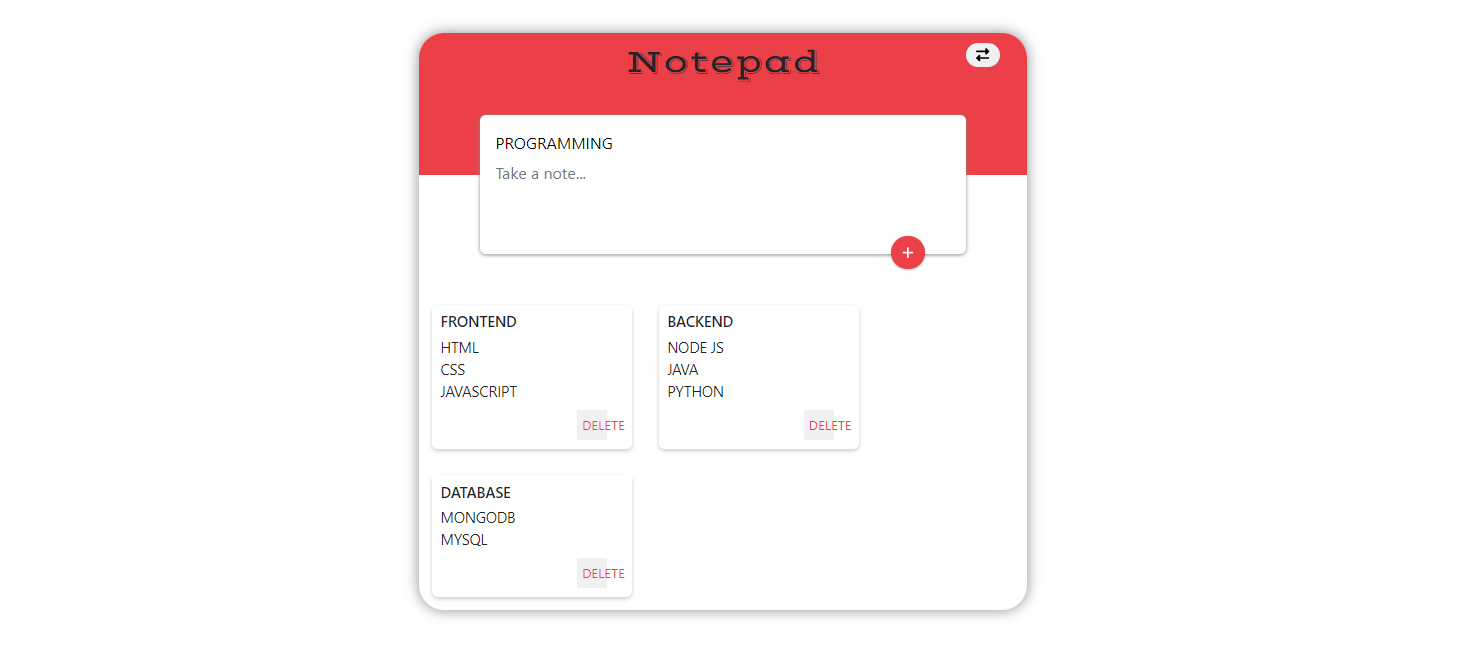 Notepad
PROGRAMMING
Take a note...
+
FRONTEND
HTML
CSS
JAVASCRIPT
DELETE
BACKEND
NODE JS
JAVA
PYTHON
DELETE
DATABASE
MONGODB
MYSQL
DELETE